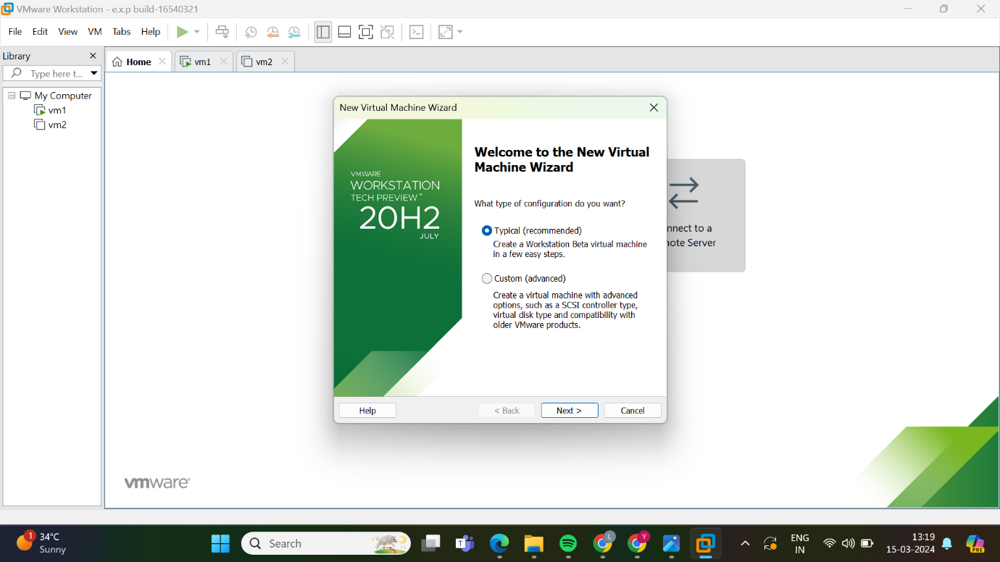 VMware Workstation - e.x.p build-16540321
File Edit View VM Tabs Help
Library
Type here t...
Home
vm1
vm2
My Computer
vm1
vm2
New Virtual Machine Wizard
VMWARE
WORKSTATION
TECH PREVIEW™
20H2
JULY
Welcome to the New Virtual
Machine Wizard
What type of configuration do you want?
Typical (recommended)
Create a Workstation Beta virtual machine
in a few easy steps.
Custom (advanced)
Create a virtual machine with advanced
options, such as a SCSI controller type,
virtual disk type and compatibility with
older VMware products.
nnect to a
note Server
Help
< Back
Next >
Cancel
vmware®
1
34°C
Sunny
Search
T
L
Y
ENG
IN
13:19
15-03-2024
PRE